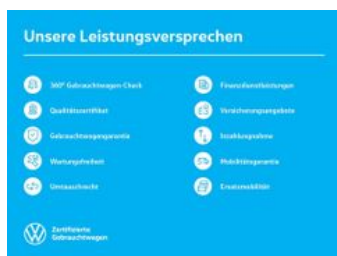 Unsere Leistungsversprechen
360° Gebrauchtwagen-Check
Qualitätszertifikat
Gebrauchtwagengarantie
Wartungsfreiheit
Umtauschrecht
Finanzdienstleistungen
Versicherungsangebote
Inzahlungnahme
Mobilitätsgarantie
Ersatzmobilität
Zertifizierte
Gebrauchtwagen